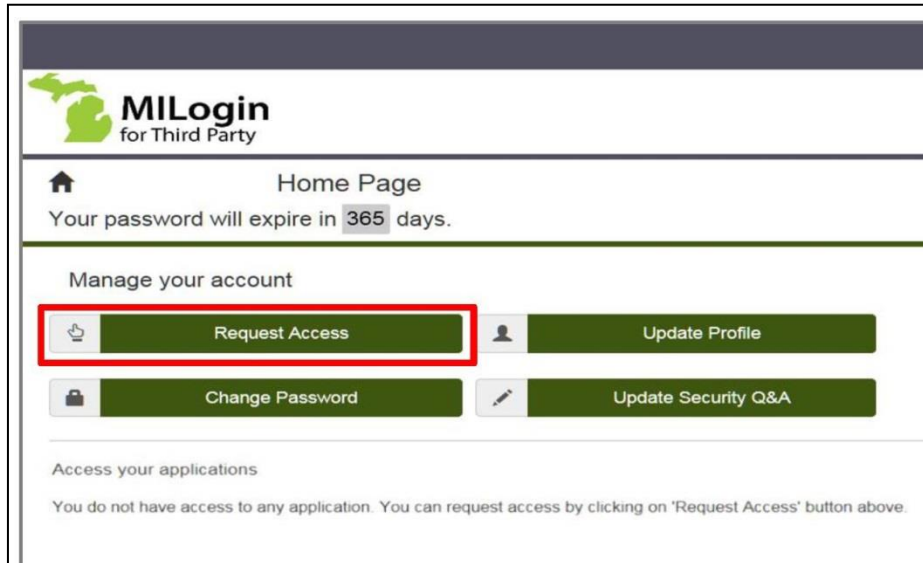 MILogin
for Third Party
Home Page
Your password will expire in 365 days.
Manage your account
Request Access
Update Profile
Change Password
Update Security Q&A
Access your applications
You do not have access to any application. You can request access by clicking on 'Request Access' button above.